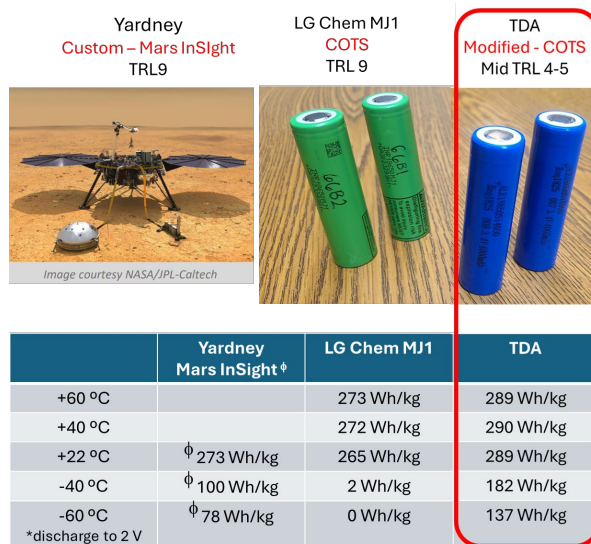 Yardney
Custom – Mars InSIght
TRL9
LG Chem MJ1
COTS
TRL 9
TDA
Modified - COTS
Mid TRL 4-5
Image courtesy NASA/JPL-Caltech
6682
6681
Yardney Mars InSight ϕ LG Chem MJ1 TDA
+60 ºC 273 Wh/kg 289 Wh/kg
+40 ºC 272 Wh/kg 290 Wh/kg
+22 ºC ϕ 273 Wh/kg 265 Wh/kg 289 Wh/kg
-40 ºC ϕ 100 Wh/kg 2 Wh/kg 182 Wh/kg
-60 ºC ϕ 78 Wh/kg 0 Wh/kg 137 Wh/kg
*discharge to 2 V